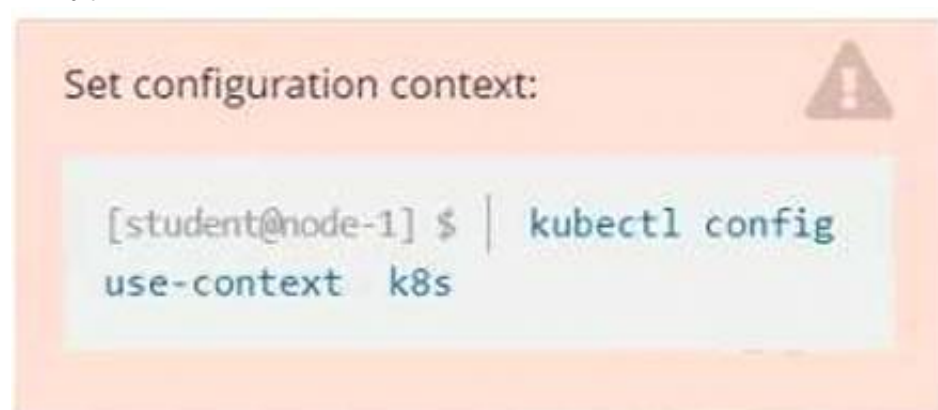 Set configuration context:
[student@node-1] $ | kubectl config
use-context k8s